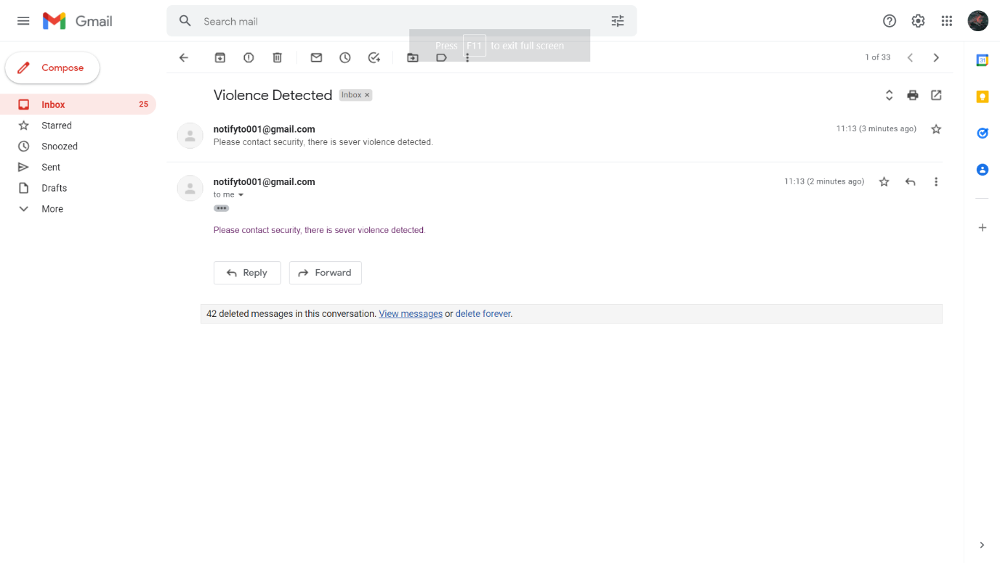 Gmail
Search mail
Press F11 to exit full screen
1 of 33
31
Compose
Inbox 25
Starred
Snoozed
Sent
Drafts
More
Violence Detected Inbox ×
notifyto001@gmail.com 11:13 (3 minutes ago)
Please contact security, there is sever violence detected.
notifyto001@gmail.com 11:13 (2 minutes ago)
to me
Please contact security, there is sever violence detected.
Reply Forward
42 deleted messages in this conversation. View messages or delete forever.